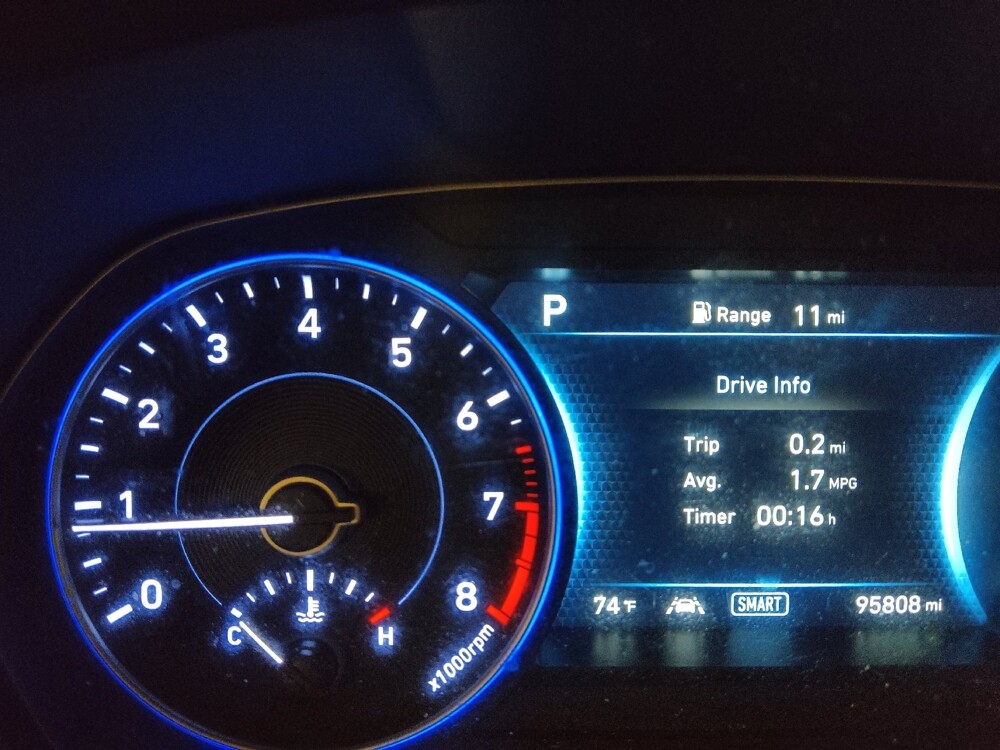 0
1
2
3
4
5
6
7
8
x1000rpm
C
H
P
Range 11 mi
Drive Info
Trip 0.2 mi
Avg. 1.7 MPG
Timer 00:16 h
74°F SMART 95808 mi